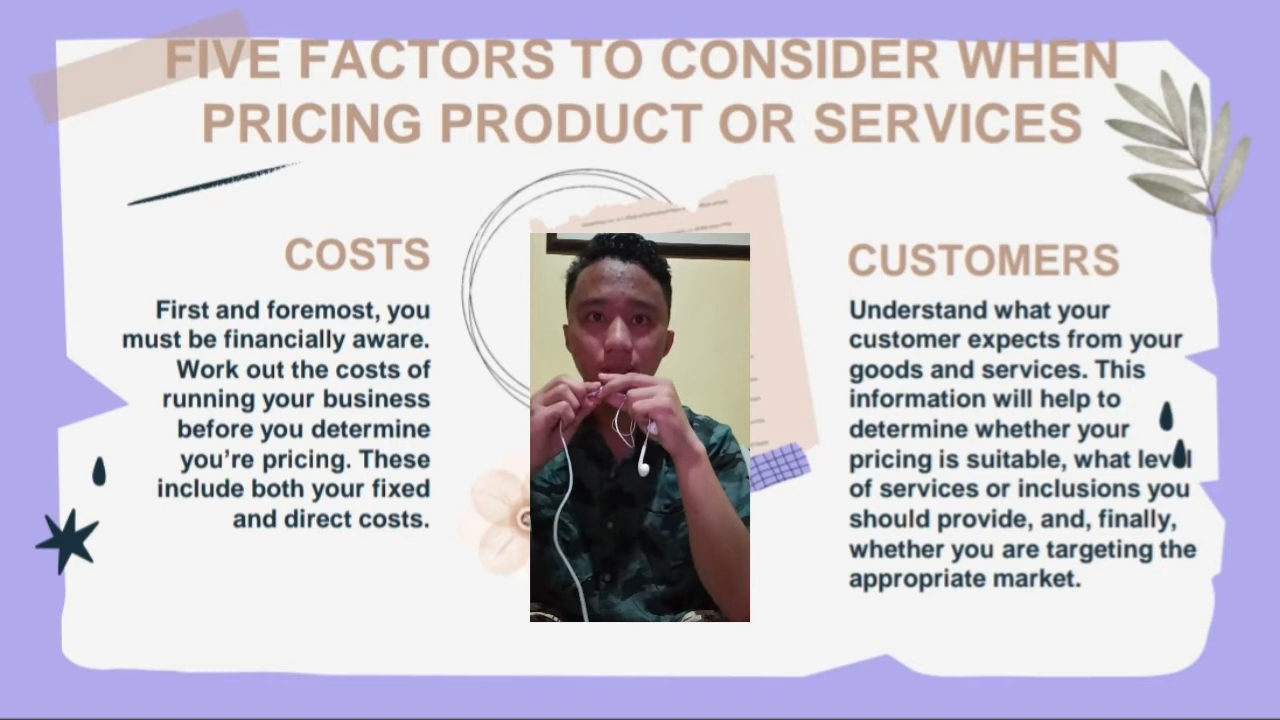 FIVE FACTORS TO CONSIDER WHEN
PRICING PRODUCT OR SERVICES
COSTS
First and foremost, you
must be financially aware.
Work out the costs of
running your business
before you determine
you're pricing. These
include both your fixed
and direct costs.
CUSTOMERS
Understand what your
customer expects from your
goods and services. This
information will help to
determine whether your
pricing is suitable, what level
of services or inclusions you
should provide, and, finally,
whether you are targeting the
appropriate market.